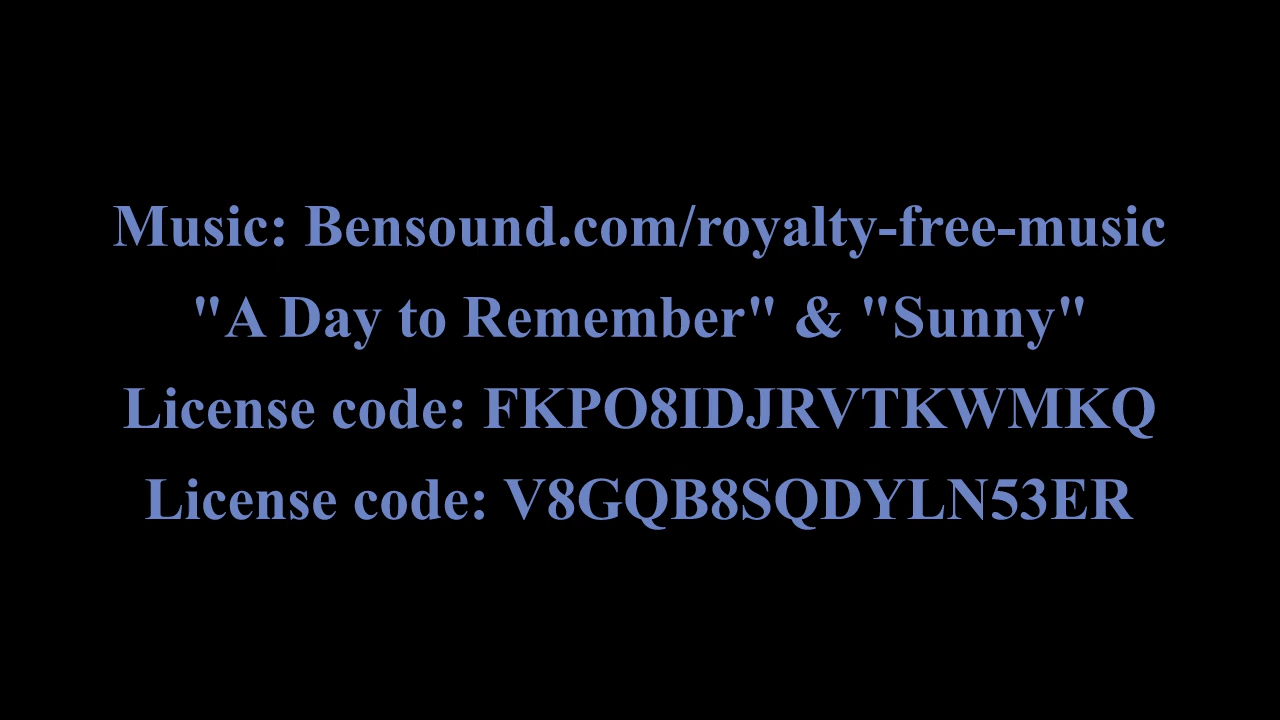 Music: Bensound.com/royalty-free-music
"A Day to Remember" & "Sunny"
License code: FKPO8IDJRVTKWMKQ
License code: V8GQB8SQDYLN53ER